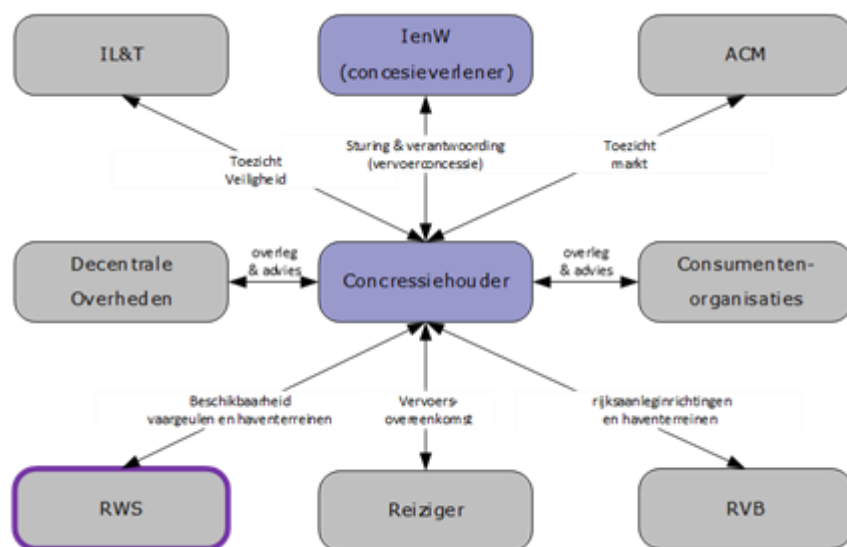 IL&T
IenW
(concesieverlener)
ACM
Toezicht
Veiligheid
Sturing & verantwoording
(vervoerconcessie)
Toezicht
markt
Decentrale
Overheden
overleg
& advies
Concressiehouder
overleg
& advies
Consumenten-
organisaties
Beschikbaarheid
vaargeulen en haventerreinen
Vervoers-
overeenkomst
rijksaanleginrichtingen
en haventerreinen
RWS
Reiziger
RVB